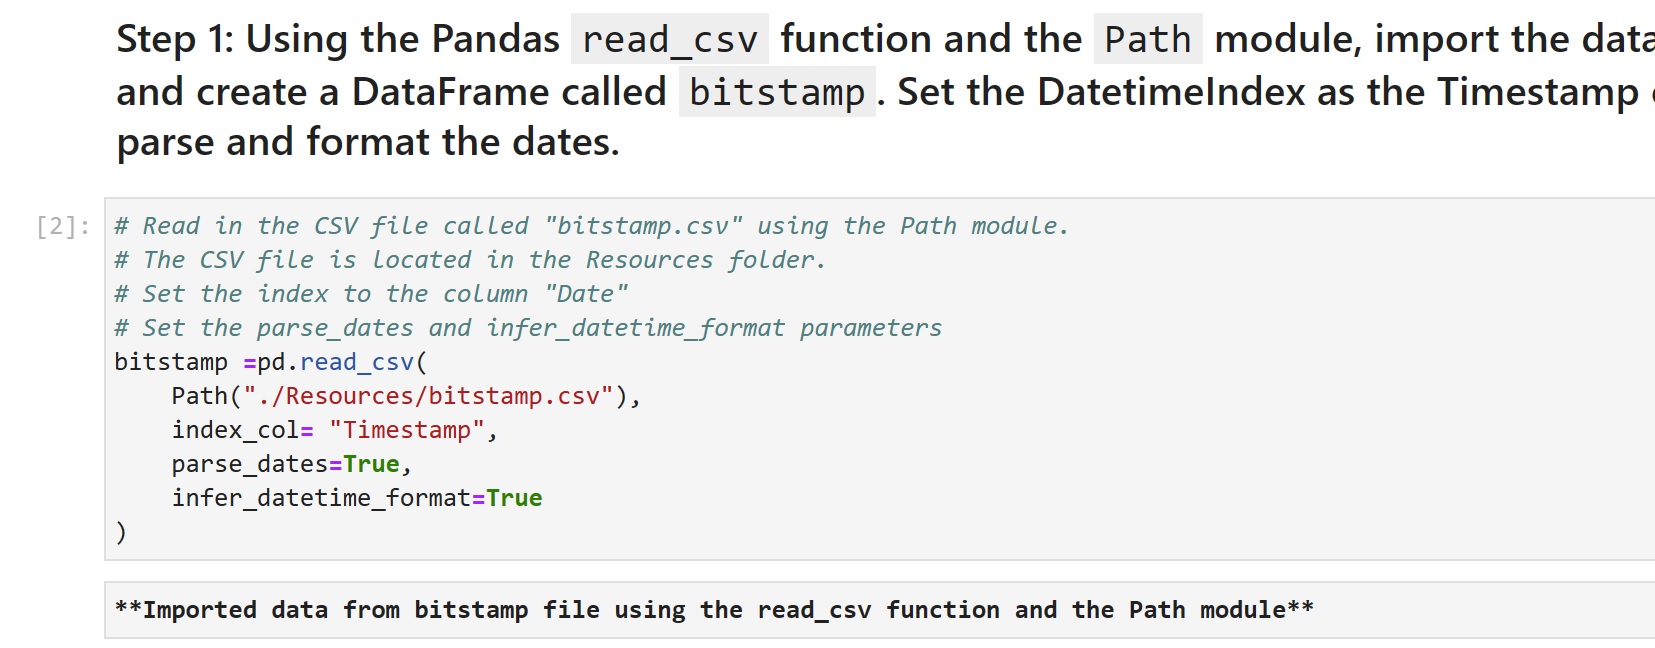 Step 1: Using the Pandas read_csv function and the Path module, import the data
and create a DataFrame called bitstamp. Set the DatetimeIndex as the Timestamp
parse and format the dates.
[2]:
# Read in the CSV file called "bitstamp.csv" using the Path module.
# The CSV file is located in the Resources folder.
# Set the index to the column "Date"
# Set the parse_dates and infer_datetime_format parameters
bitstamp =pd.read_csv(
    Path("./Resources/bitstamp.csv"),
    index_col= "Timestamp",
    parse_dates=True,
    infer_datetime_format=True
)
**Imported data from bitstamp file using the read_csv function and the Path module**